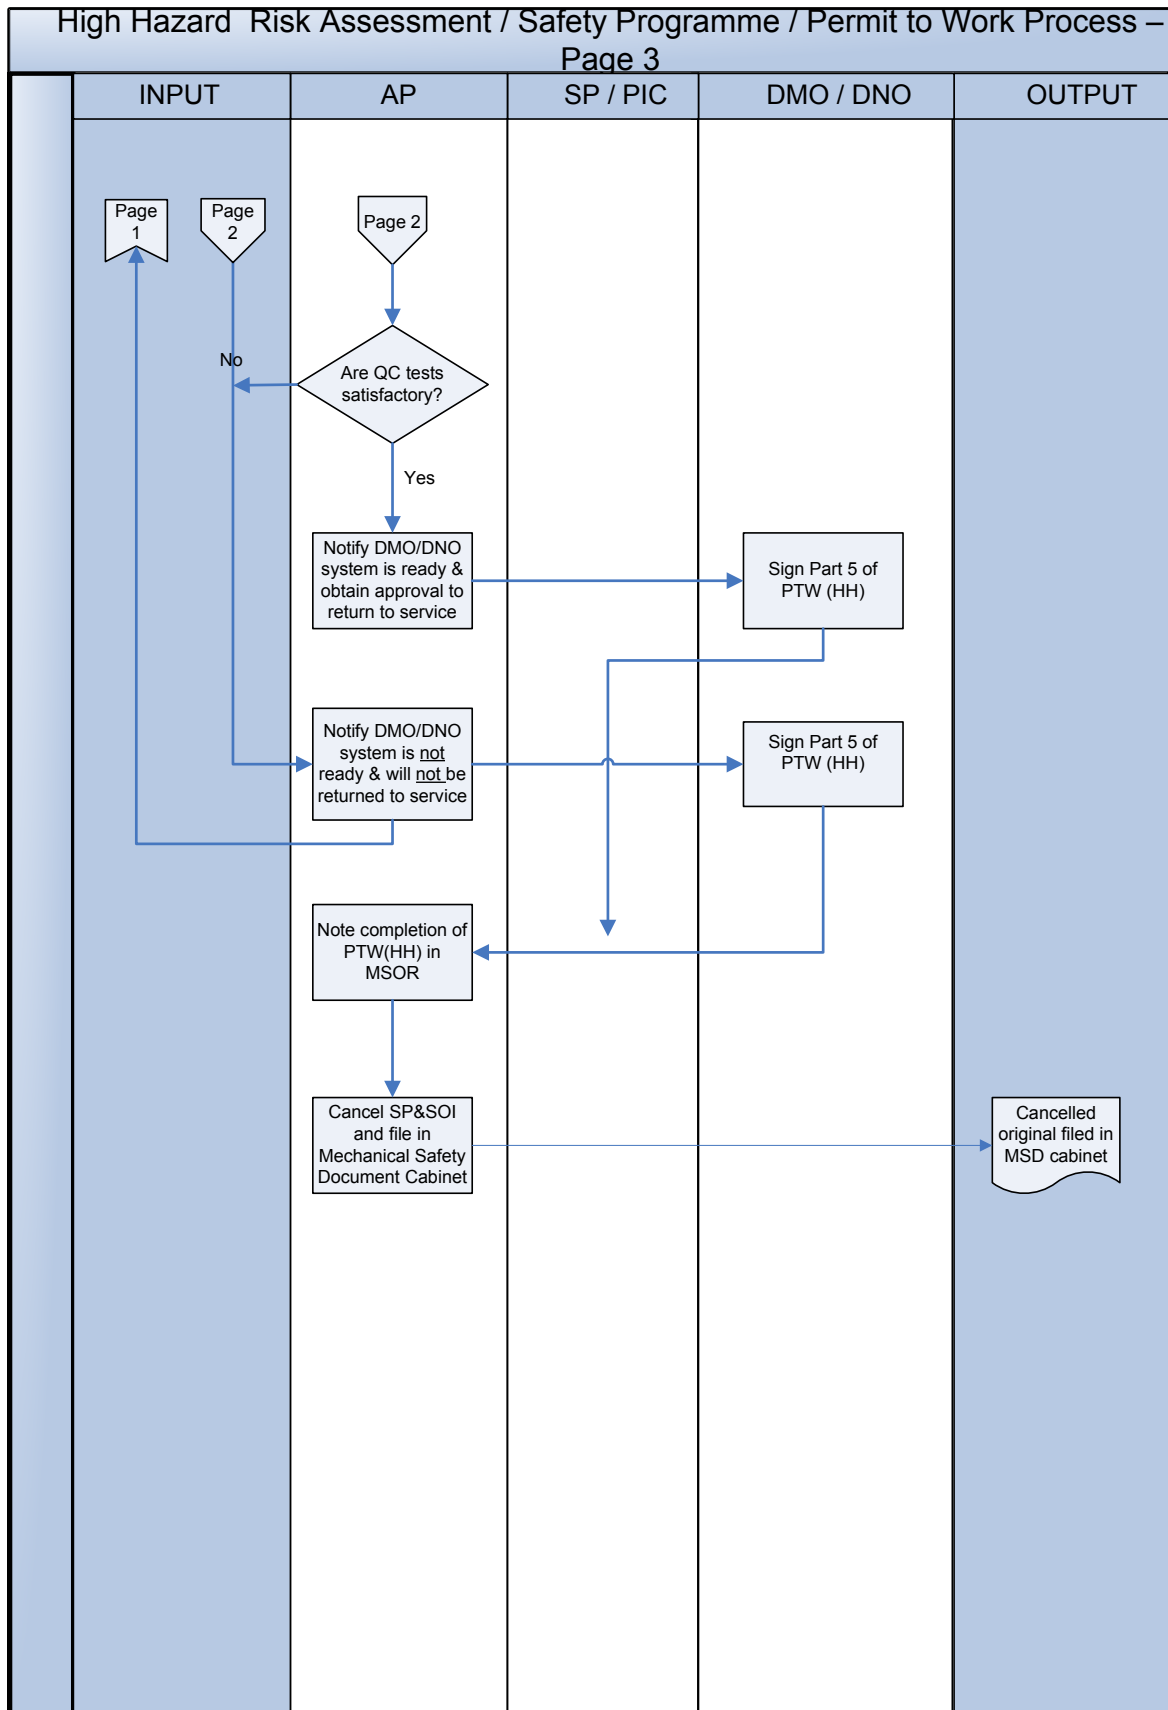 High Hazard  Risk Assessment / Safety Programme / Permit to Work Process –
Page 3
INPUT
AP
SP / PIC
DMO / DNO
OUTPUT
Page
1
Page
2
Page 2
No
Are QC tests
satisfactory?
Yes
Notify DMO/DNO
system is ready &
obtain approval to
return to service
Sign Part 5 of
PTW (HH)
Notify DMO/DNO
system is not
ready & will not be
returned to service
Sign Part 5 of
PTW (HH)
Note completion of
PTW(HH) in
MSOR
Cancel SP&SOI
and file in
Mechanical Safety
Document Cabinet
Cancelled
original filed in
MSD cabinet